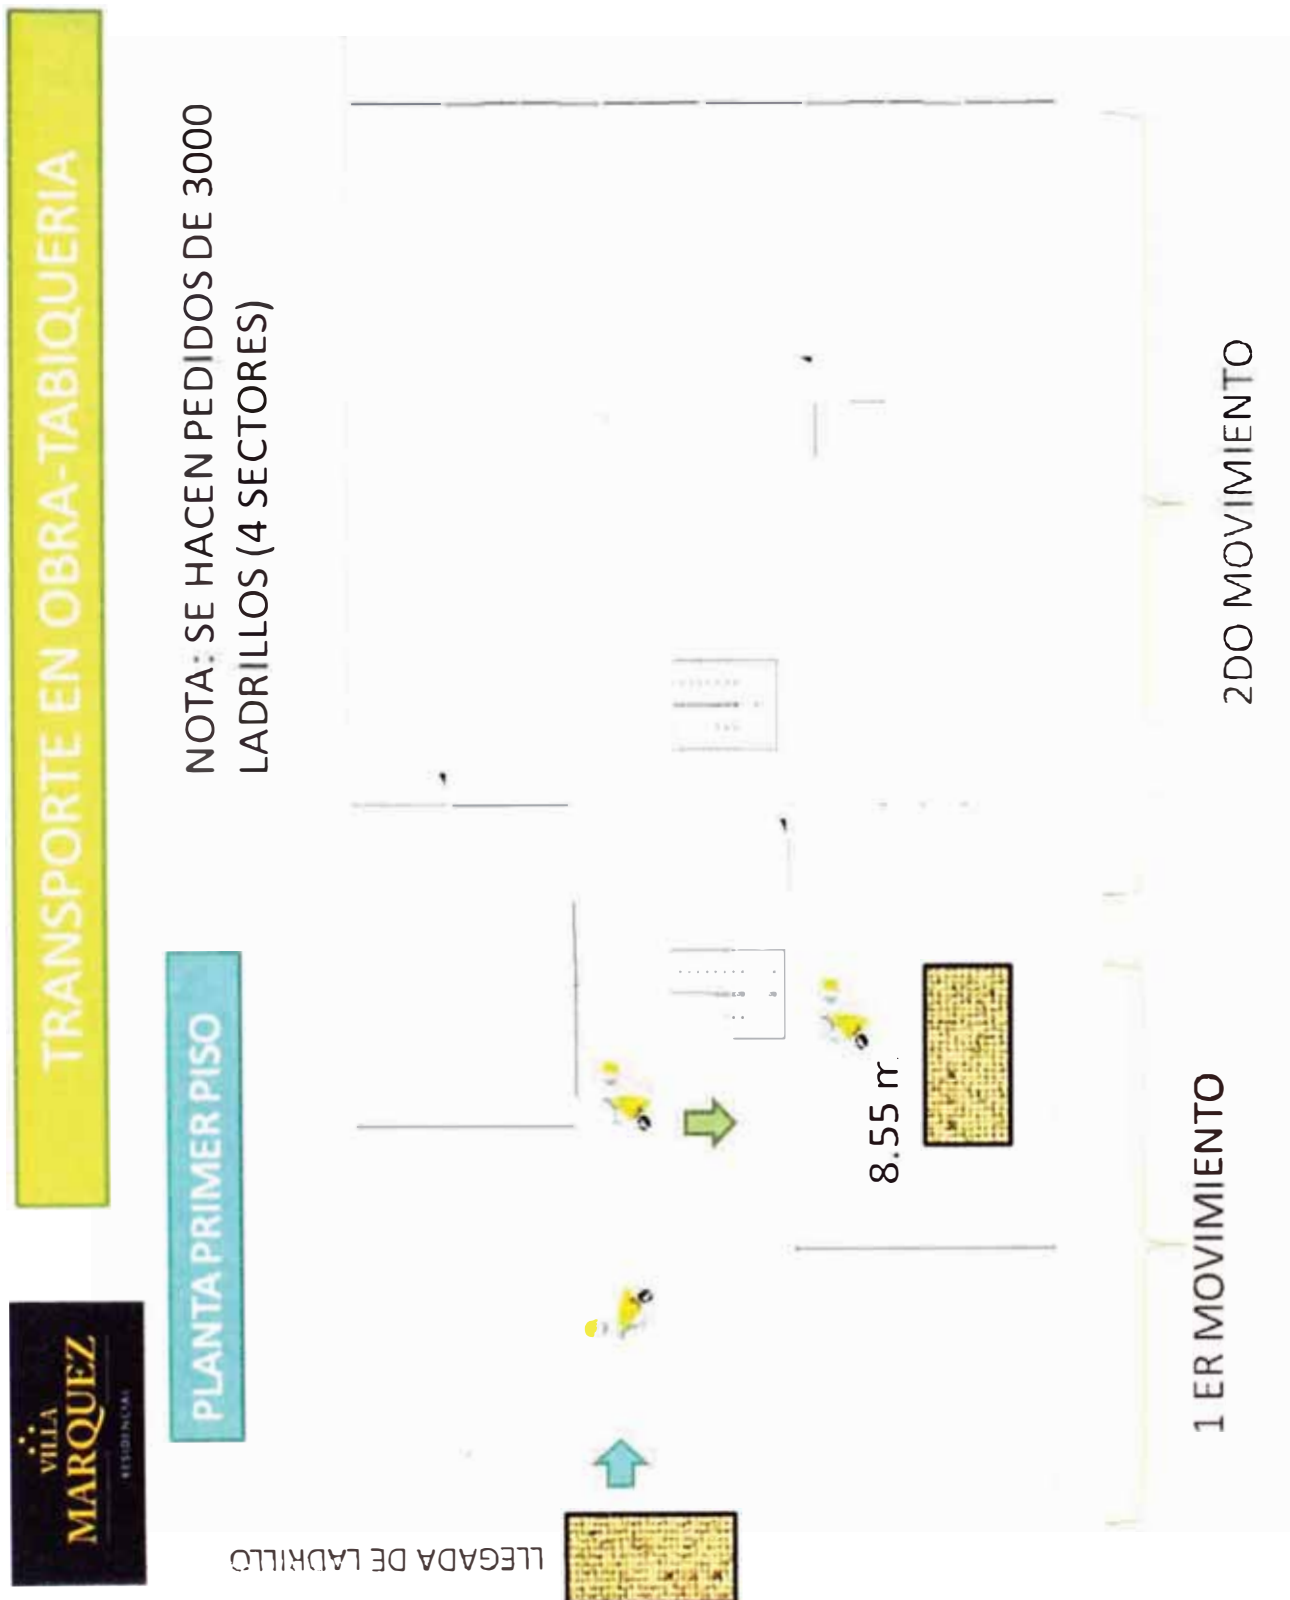 TRANSPORTE EN OBRA-TABIQUERIA
VILLA
MARQUEZ
RESIDENCIAL
PLANTA PRIMER PISO
NOTA: SE HACEN PEDIDOS DE 3000
LADRILLOS (4 SECTORES)
LLEGADA DE LADRILLO
8.55 m
1 ER MOVIMIENTO
2DO MOVIMIENTO